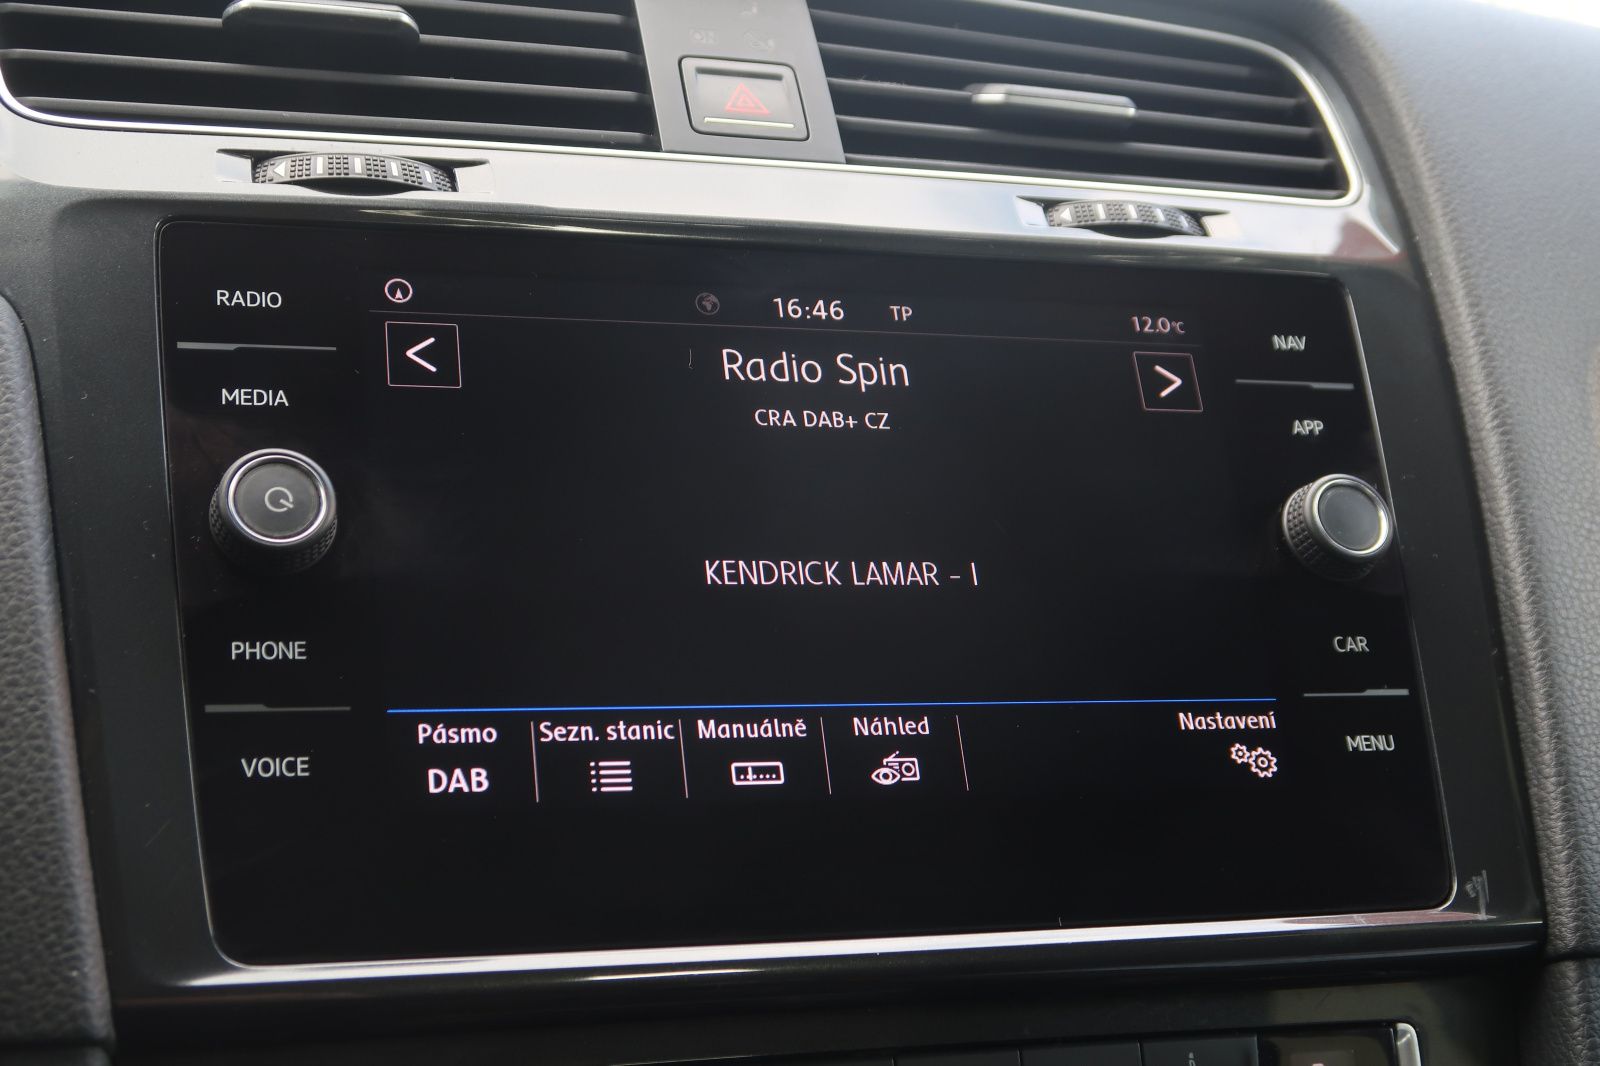 RADIO
MEDIA
PHONE
VOICE
16:46 TP 12.0°C
< Radio Spin >
CRA DAB+ CZ
KENDRICK LAMAR - I
Pásmo Sezn. stanic Manuálně Náhled Nastavení
DAB
NAV
APP
CAR
MENU